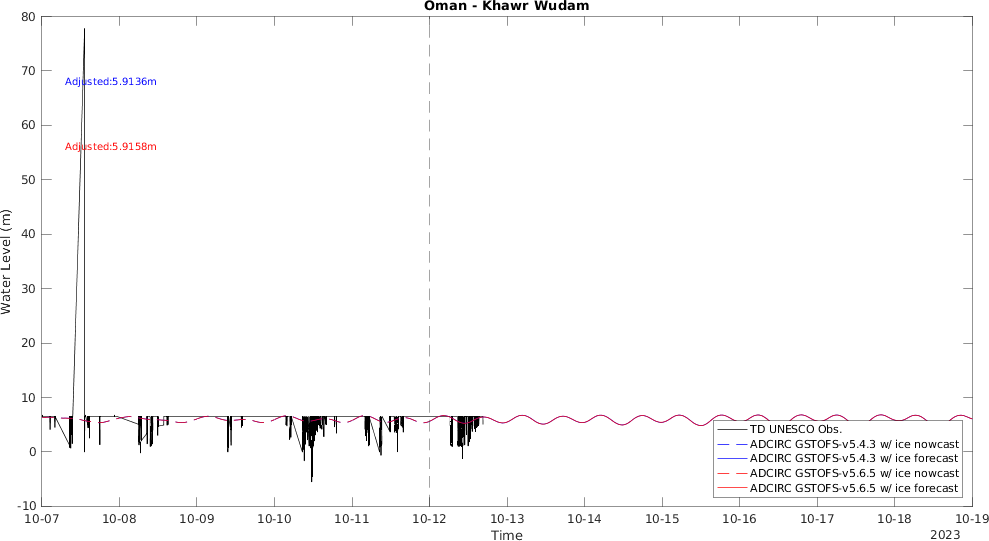 Oman - Khawr Wudam
80
70
60
50
40
30
20
10
0
-10
Water Level (m)
Adjusted:5.9136m
Adjusted:5.9158m
TD UNESCO Obs.
ADCIRC GSTOFS-v5.4.3 w/ ice nowcast
ADCIRC GSTOFS-v5.4.3 w/ ice forecast
ADCIRC GSTOFS-v5.6.5 w/ ice nowcast
ADCIRC GSTOFS-v5.6.5 w/ ice forecast
10-07 10-08 10-09 10-10 10-11 10-12 10-13 10-14 10-15 10-16 10-17 10-18 10-19
Time
2023